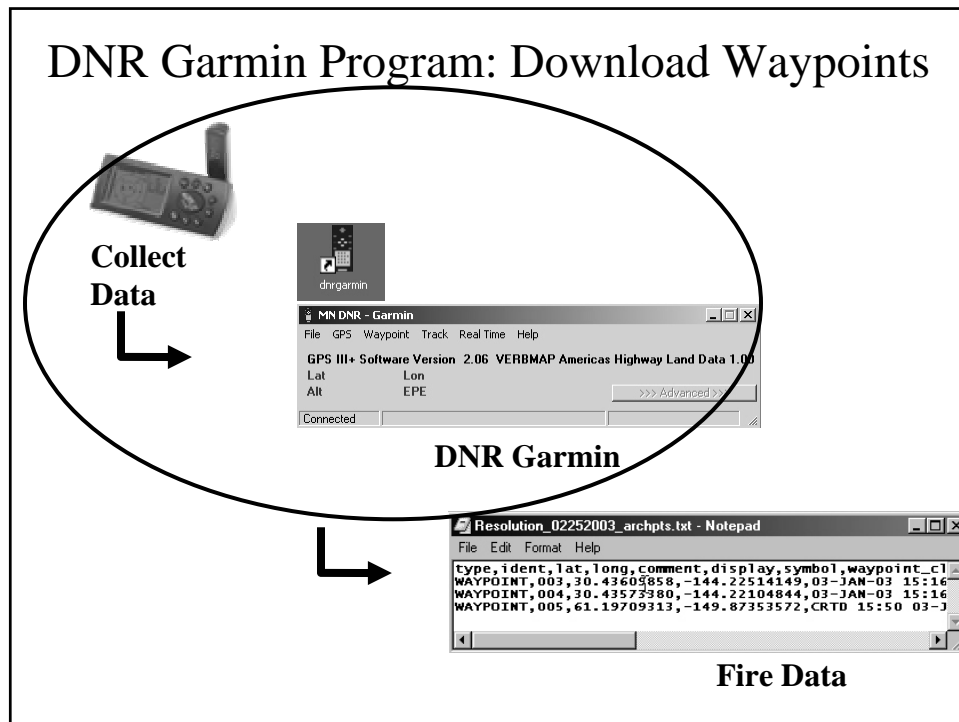 DNR Garmin Program: Download Waypoints
Collect
Data
dnrgarmin
MN DNR - Garmin
File GPS Waypoint Track Real Time Help
GPS III+ Software Version 2.06 VERBMAP Americas Highway Land Data 1.00
Lat Lon
Alt EPE
>>> Advanced >>>
Connected
DNR Garmin
Resolution_02252003_archpts.txt - Notepad
File Edit Format Help
type,ident,lat,long,comment,display,symbol,waypoint_cl
WAYPOINT,003,30.43609858,-144.22514149,03-JAN-03 15:16
WAYPOINT,004,30.43573380,-144.22104844,03-JAN-03 15:16
WAYPOINT,005,61.19709313,-149.87353572,CRTD 15:50 03-J
Fire Data